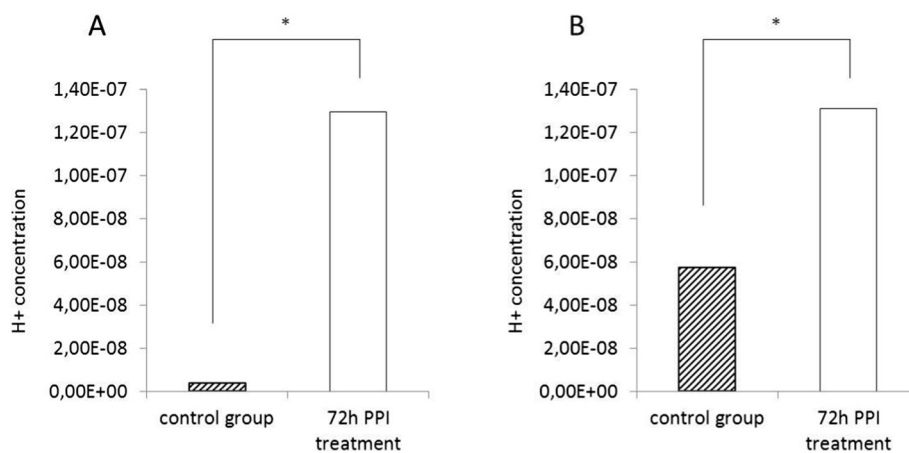 A
*
H+ concentration
1,40E-07
1,20E-07
1,00E-07
8,00E-08
6,00E-08
4,00E-08
2,00E-08
0,00E+00
control group
72h PPI
treatment
B
*
H+ concentration
1,40E-07
1,20E-07
1,00E-07
8,00E-08
6,00E-08
4,00E-08
2,00E-08
0,00E+00
control group
72h PPI
treatment